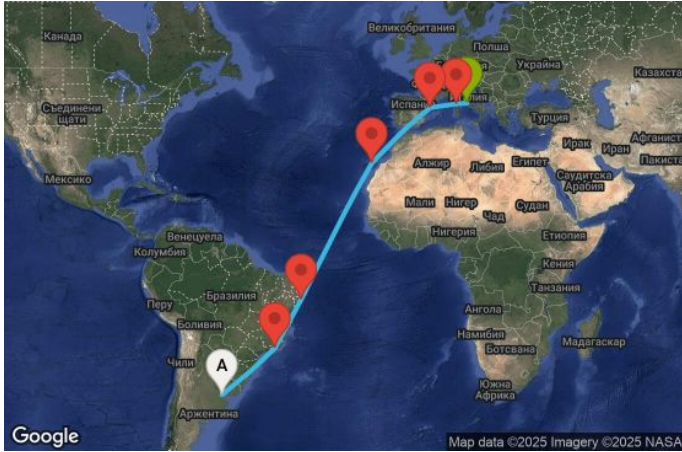 Великобритания
Канада
Полша
Украйна
Казахста
Испани
лия
Съединени
щати
Турция
Афганист
Ирак
Иран
Алжир
Либия
Египет
Пакиста
Мексико
Саудитска
Арабия
Мали
Нигер
Чад
Судан
Венецуела
Нигерия
Етиопия
Колумбия
Кения
Бразилия
Танзания
Перу
Ангола
Боливия
Намибия
Ботсвана
Мадагаскар
Чили
A
Южна
Африка
Аржентина
Google
Map data ©2025 Imagery ©2025 NASA